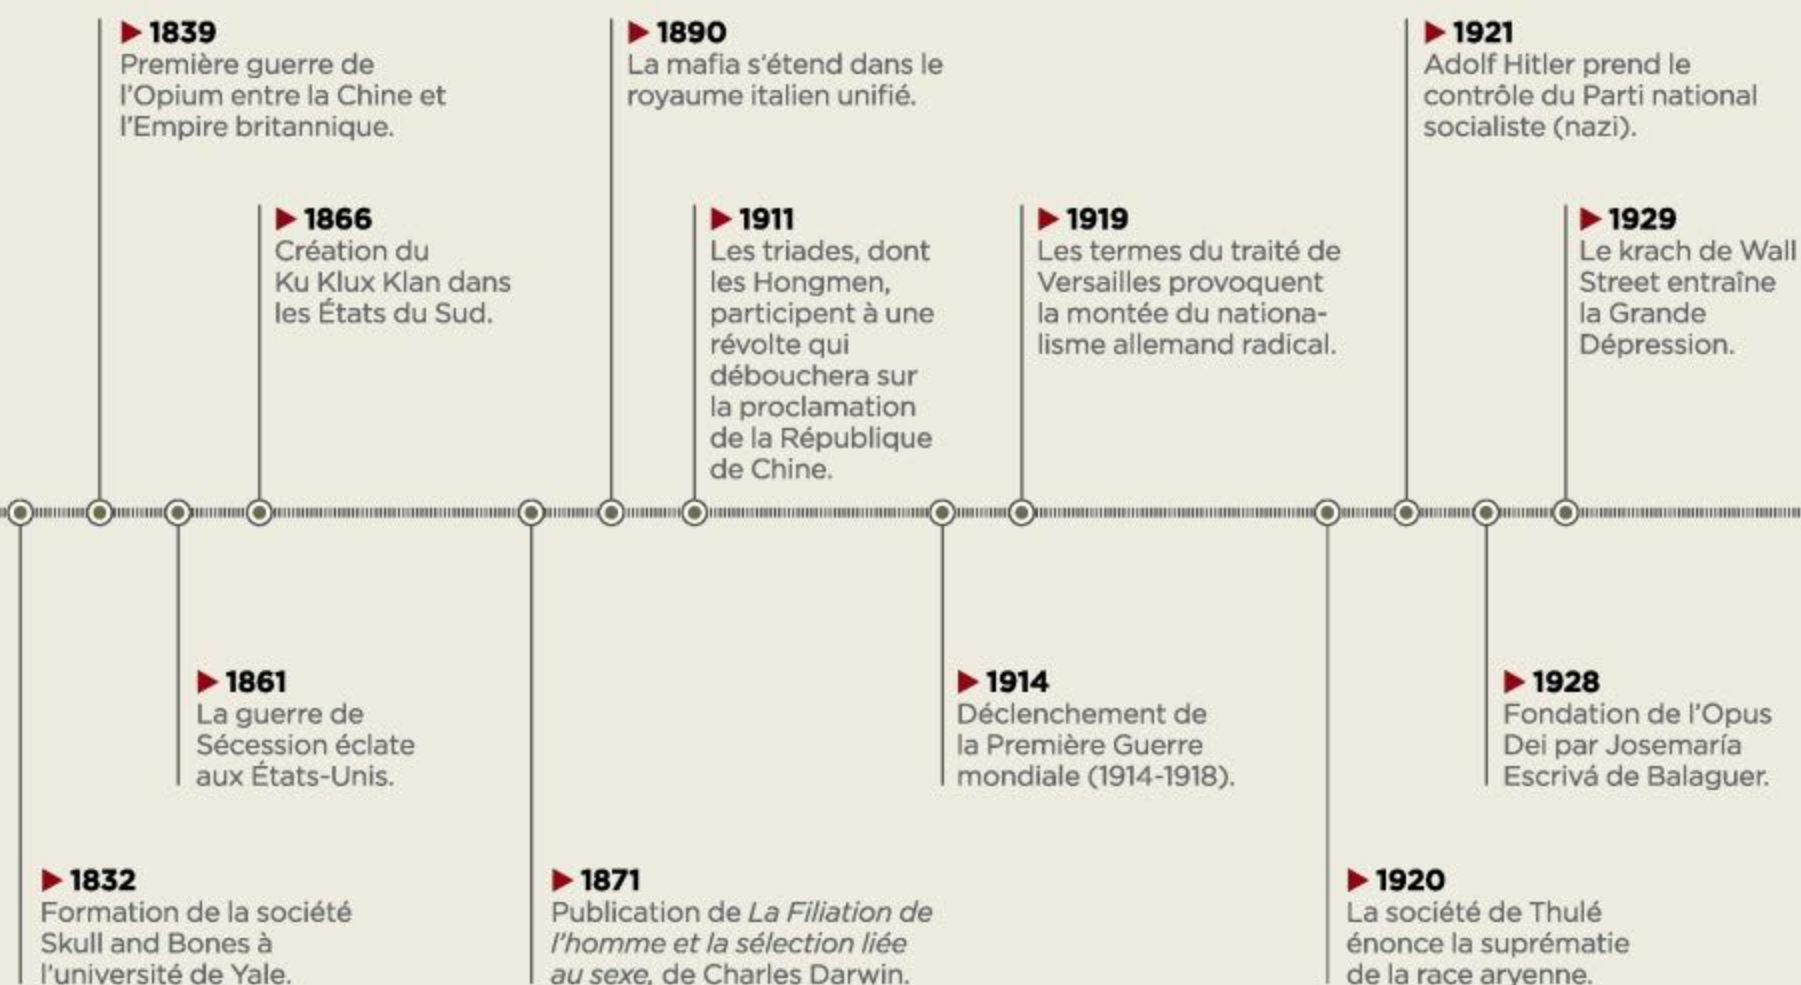 ▶ 1839
Première guerre de
l'Opium entre la Chine et
l'Empire britannique.
▶ 1890
La mafia s'étend dans le
royaume italien unifié.
▶ 1921
Adolf Hitler prend le
contrôle du Parti national
socialiste (nazi).
▶ 1866
Création du
Ku Klux Klan dans
les États du Sud.
▶ 1911
Les triades, dont
les Hongmen,
participent à une
révolte qui
débouchera sur
la proclamation
de la République
de Chine.
▶ 1919
Les termes du traité de
Versailles provoquent
la montée du nationa-
lisme allemand radical.
▶ 1929
Le krach de Wall
Street entraîne
la Grande
Dépression.
▶ 1861
La guerre de
Sécession éclate
aux États-Unis.
▶ 1914
Déclenchement de
la Première Guerre
mondiale (1914-1918).
▶ 1928
Fondation de l'Opus
Dei par Josemaría
Escrivá de Balaguer.
▶ 1832
Formation de la société
Skull and Bones à
l'université de Yale.
▶ 1871
Publication de La Filiation de
l'homme et la sélection liée
au sexe, de Charles Darwin.
▶ 1920
La société de Thulé
énonce la suprématie
de la race aryenne.